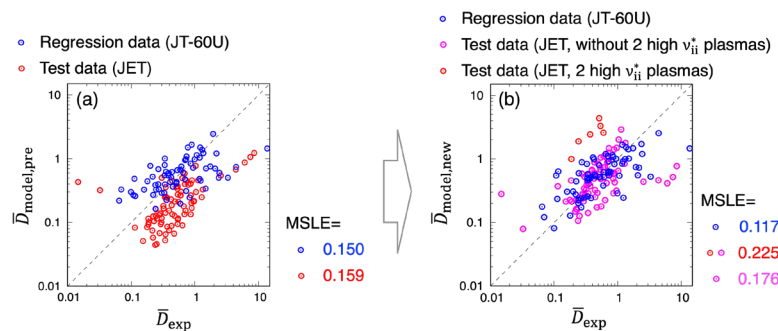 Regression data (JT-60U)
Test data (JET)
(a)
10
1
0.1
0.01
0.01
0.1
1
10
D̅model,pre
D̅exp
MSLE=
0.150
0.159
Regression data (JT-60U)
Test data (JET, without 2 high ν*ii plasmas)
Test data (JET, 2 high ν*ii plasmas)
(b)
10
1
0.1
0.01
0.01
0.1
1
10
D̅model,new
D̅exp
MSLE=
0.117
0.225
0.176